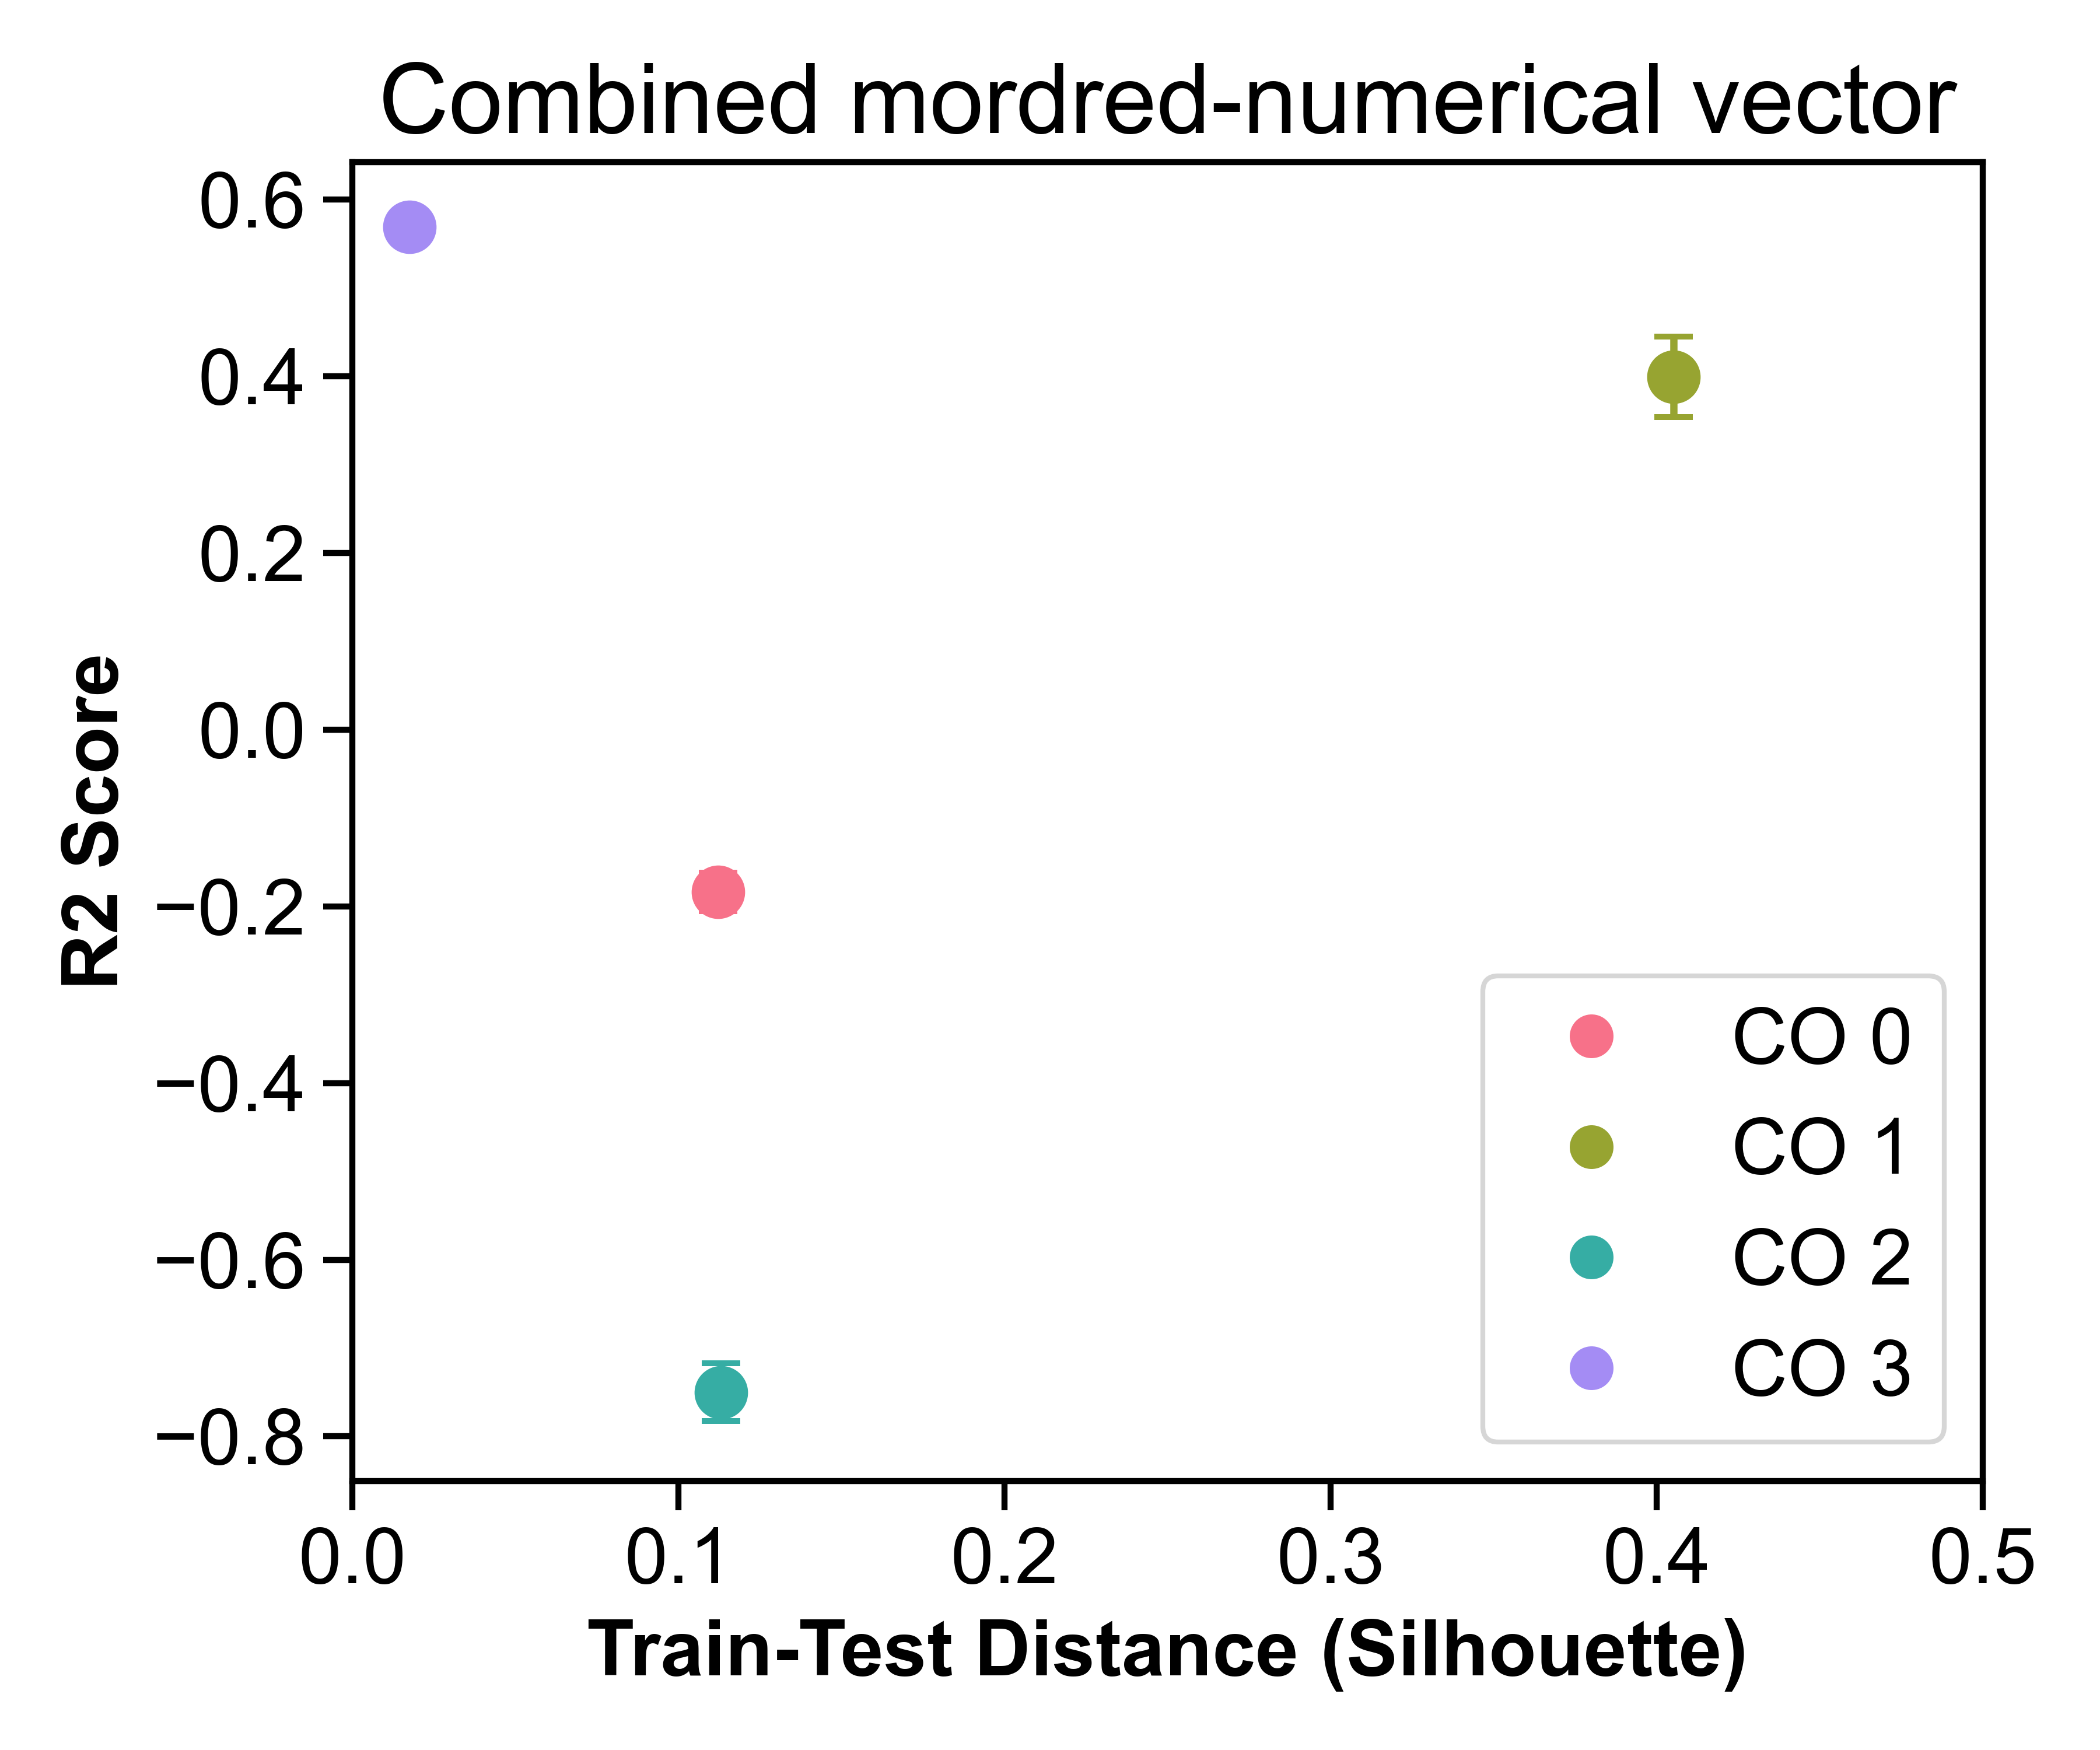 Combined mordred-numerical vector
0.6
0.4
0.2
0.0
−0.2
−0.4
−0.6
−0.8
R2 Score
CO 0
CO 1
CO 2
CO 3
0.0 0.1 0.2 0.3 0.4 0.5
Train-Test Distance (Silhouette)